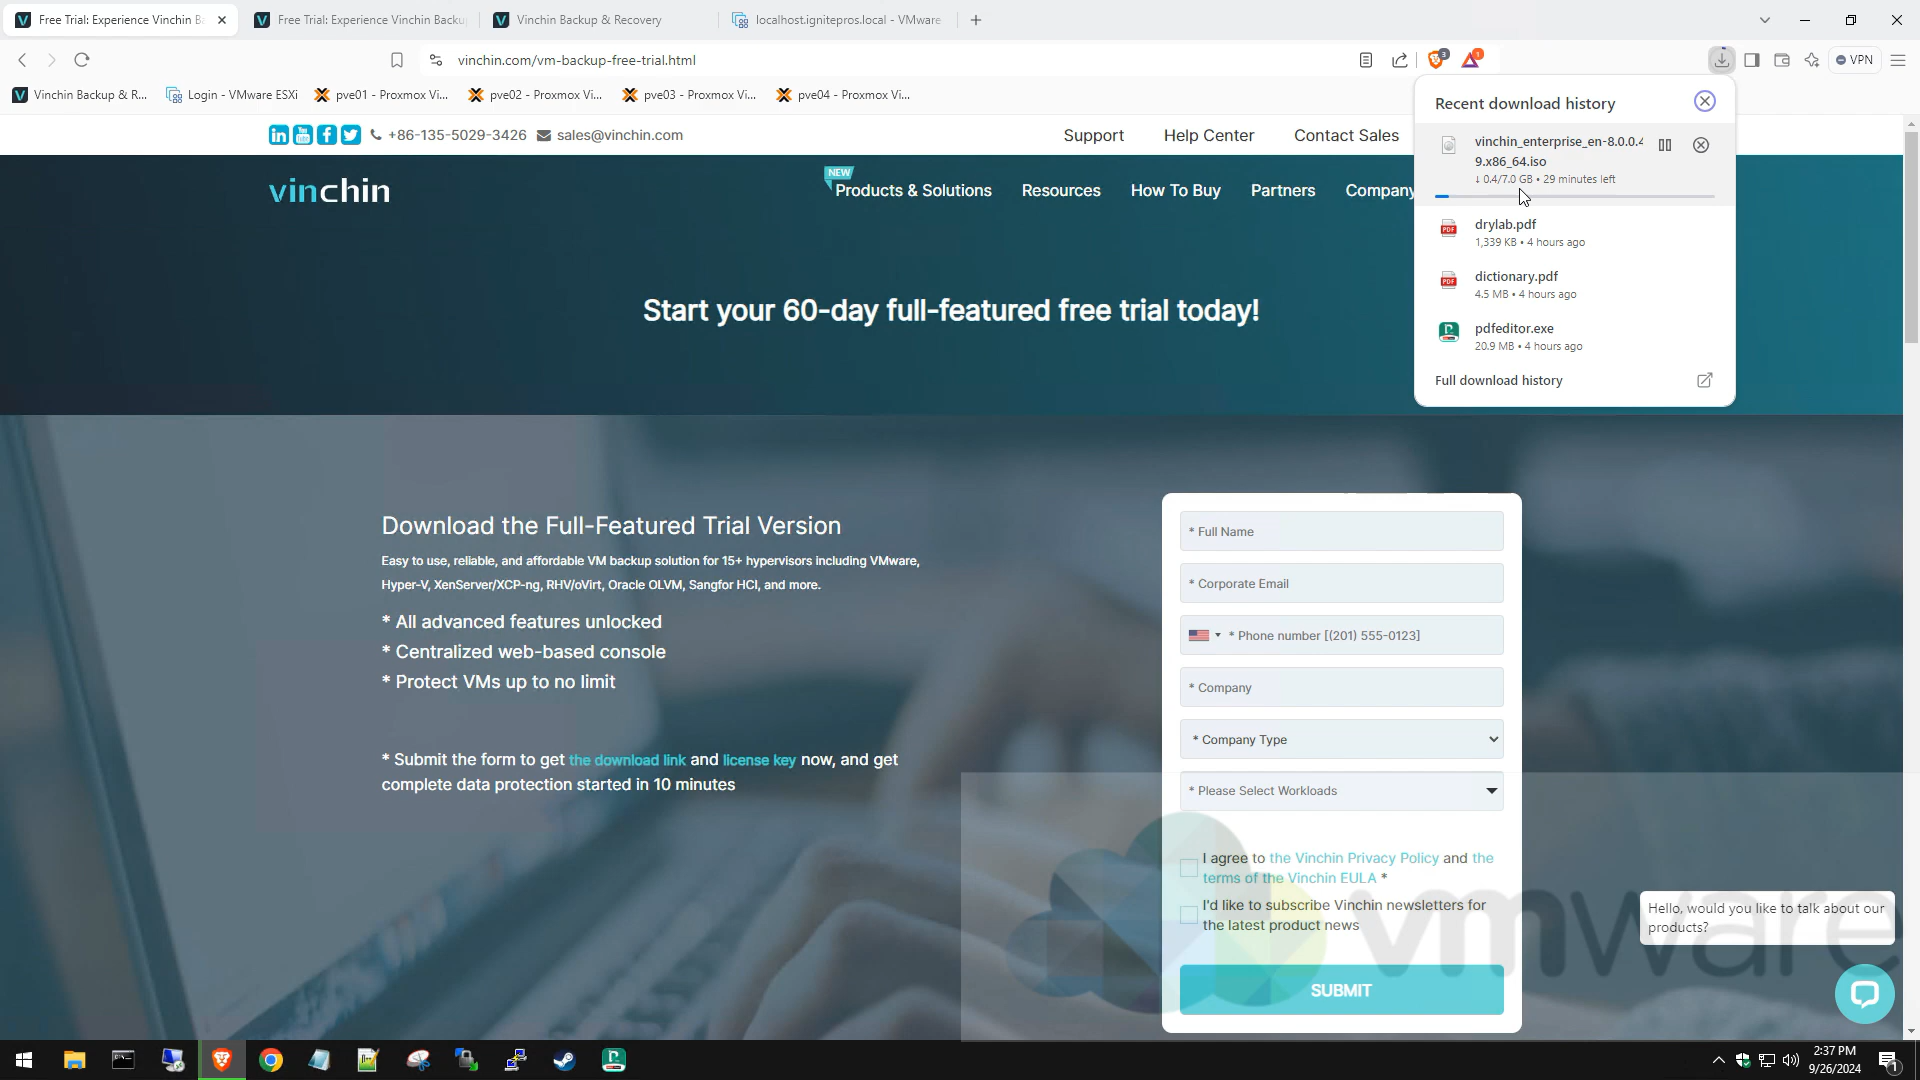 Free Trial: Experience Vinchin B
Free Trial: Experience Vinchin Backu
Vinchin Backup & Recovery
localhost.ignitepros.local - VMware
vinchin.com/vm-backup-free-trial.html
3
1
VPN
Vinchin Backup & R...
Login - VMware ESXi
pve01 - Proxmox Vi...
pve02 - Proxmox Vi...
pve03 - Proxmox Vi...
pve04 - Proxmox Vi...
+86-135-5029-3426
sales@vinchin.com
Support
Help Center
Contact Sales
vinchin
NEW
Products & Solutions
Resources
How To Buy
Partners
Company
Recent download history
vinchin_enterprise_en-8.0.0.4
9.x86_64.iso
↓ 0.4/7.0 GB • 29 minutes left
drylab.pdf
1,339 KB • 4 hours ago
dictionary.pdf
4.5 MB • 4 hours ago
pdfeditor.exe
20.9 MB • 4 hours ago
Full download history
Start your 60-day full-featured free trial today!
Download the Full-Featured Trial Version
Easy to use, reliable, and affordable VM backup solution for 15+ hypervisors including VMware,
Hyper-V, XenServer/XCP-ng, RHV/oVirt, Oracle OLVM, Sangfor HCI, and more.
* All advanced features unlocked
* Centralized web-based console
* Protect VMs up to no limit
* Submit the form to get the download link and license key now, and get
complete data protection started in 10 minutes
* Full Name
* Corporate Email
* Phone number [(201) 555-0123]
* Company
* Company Type
* Please Select Workloads
I agree to the Vinchin Privacy Policy and the
terms of the Vinchin EULA *
I'd like to subscribe Vinchin newsletters for
the latest product news
SUBMIT
vmware
Hello, would you like to talk about our
products?
2:37 PM
9/26/2024
1